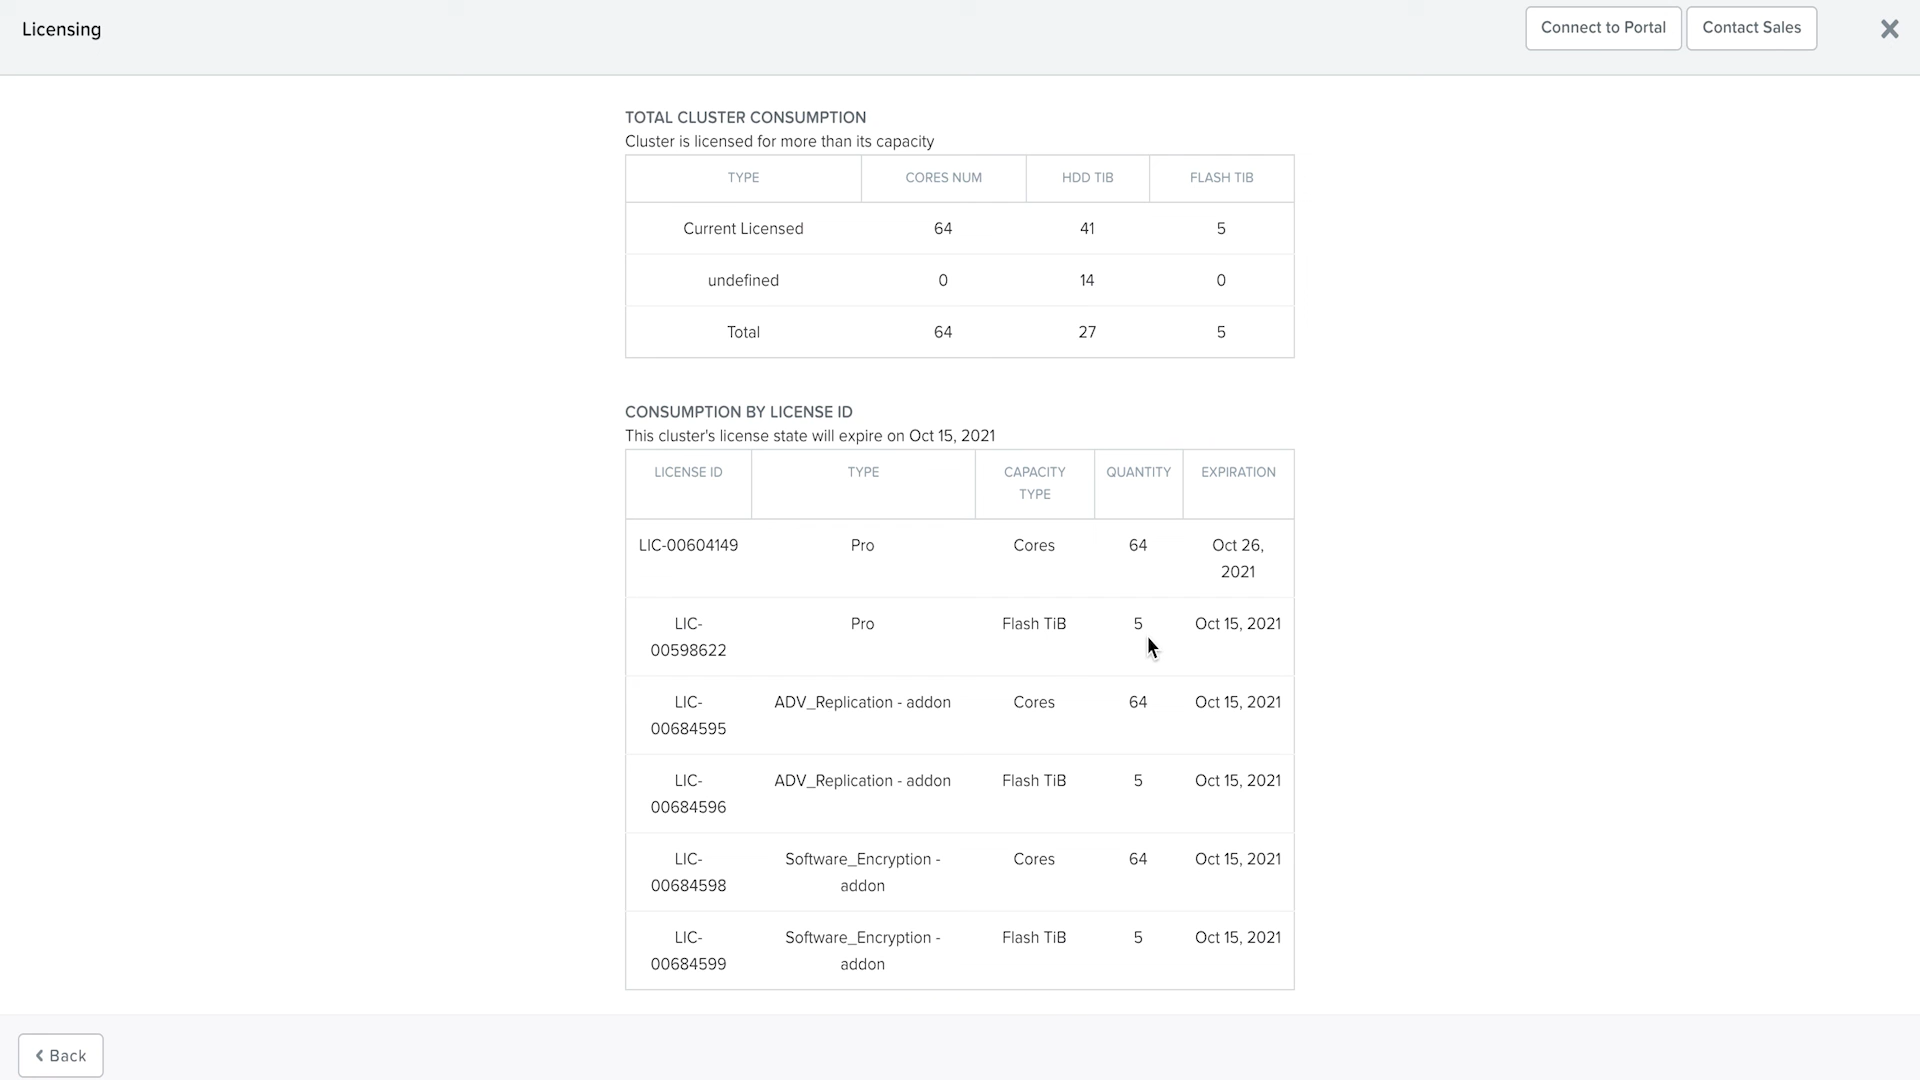 Licensing
Connect to Portal
Contact Sales
TOTAL CLUSTER CONSUMPTION
Cluster is licensed for more than its capacity
TYPE CORES NUM HDD TIB FLASH TIB
Current Licensed 64 41 5
undefined 0 14 0
Total 64 27 5
CONSUMPTION BY LICENSE ID
This cluster's license state will expire on Oct 15, 2021
LICENSE ID TYPE CAPACITY QUANTITY EXPIRATION
TYPE
LIC-00604149 Pro Cores 64 Oct 26,
2021
LIC- Pro Flash TiB 5 Oct 15, 2021
00598622
LIC- ADV_Replication - addon Cores 64 Oct 15, 2021
00684595
LIC- ADV_Replication - addon Flash TiB 5 Oct 15, 2021
00684596
LIC- Software_Encryption - Cores 64 Oct 15, 2021
00684598 addon
LIC- Software_Encryption - Flash TiB 5 Oct 15, 2021
00684599 addon
Back